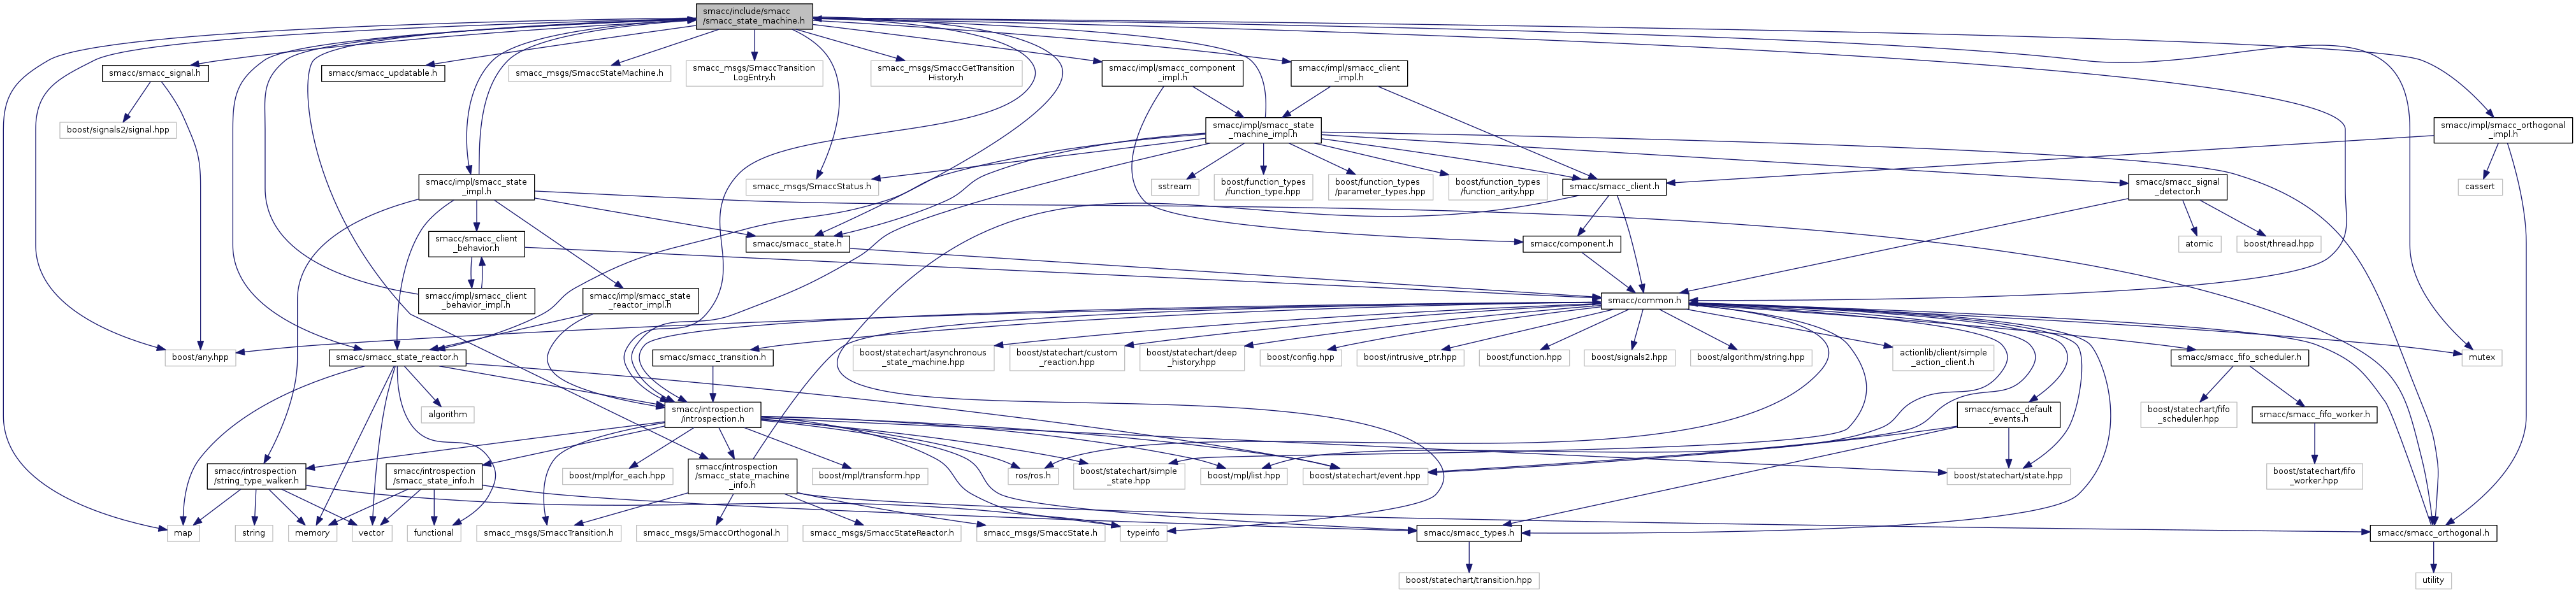 smacc/include/smacc
/smacc_state_machine.h
smacc/smacc_signal.h
smacc/smacc_updatable.h
smacc_msgs/SmaccStateMachine.h
smacc_msgs/SmaccTransition
LogEntry.h
smacc_msgs/SmaccGetTransition
History.h
smacc/impl/smacc_component
_impl.h
smacc/impl/smacc_client
_impl.h
boost/signals2/signal.hpp
smacc/impl/smacc_state
_machine_impl.h
smacc/impl/smacc_orthogonal
_impl.h
smacc/impl/smacc_state
_impl.h
smacc_msgs/SmaccStatus.h
sstream
boost/function_types
/function_type.hpp
boost/function_types
/parameter_types.hpp
boost/function_types
/function_arity.hpp
smacc/smacc_client.h
smacc/smacc_signal
_detector.h
cassert
smacc/smacc_client
_behavior.h
smacc/smacc_state.h
smacc/component.h
atomic
boost/thread.hpp
smacc/impl/smacc_client
_behavior_impl.h
smacc/impl/smacc_state
_reactor_impl.h
smacc/common.h
boost/any.hpp
smacc/smacc_state_reactor.h
smacc/smacc_transition.h
boost/statechart/asynchronous
_state_machine.hpp
boost/statechart/custom
_reaction.hpp
boost/statechart/deep
_history.hpp
boost/config.hpp
boost/intrusive_ptr.hpp
boost/function.hpp
boost/signals2.hpp
boost/algorithm/string.hpp
actionlib/client/simple
_action_client.h
smacc/smacc_fifo_scheduler.h
mutex
algorithm
smacc/introspection
/introspection.h
smacc/smacc_default
_events.h
boost/statechart/fifo
_scheduler.hpp
smacc/smacc_fifo_worker.h
smacc/introspection
/string_type_walker.h
smacc/introspection
/smacc_state_info.h
boost/mpl/for_each.hpp
smacc/introspection
/smacc_state_machine
_info.h
boost/mpl/transform.hpp
ros/ros.h
boost/statechart/simple
_state.hpp
boost/mpl/list.hpp
boost/statechart/event.hpp
boost/statechart/state.hpp
boost/statechart/fifo
_worker.hpp
map
string
memory
vector
functional
smacc_msgs/SmaccTransition.h
smacc_msgs/SmaccOrthogonal.h
smacc_msgs/SmaccStateReactor.h
smacc_msgs/SmaccState.h
typeinfo
smacc/smacc_types.h
smacc/smacc_orthogonal.h
boost/statechart/transition.hpp
utility